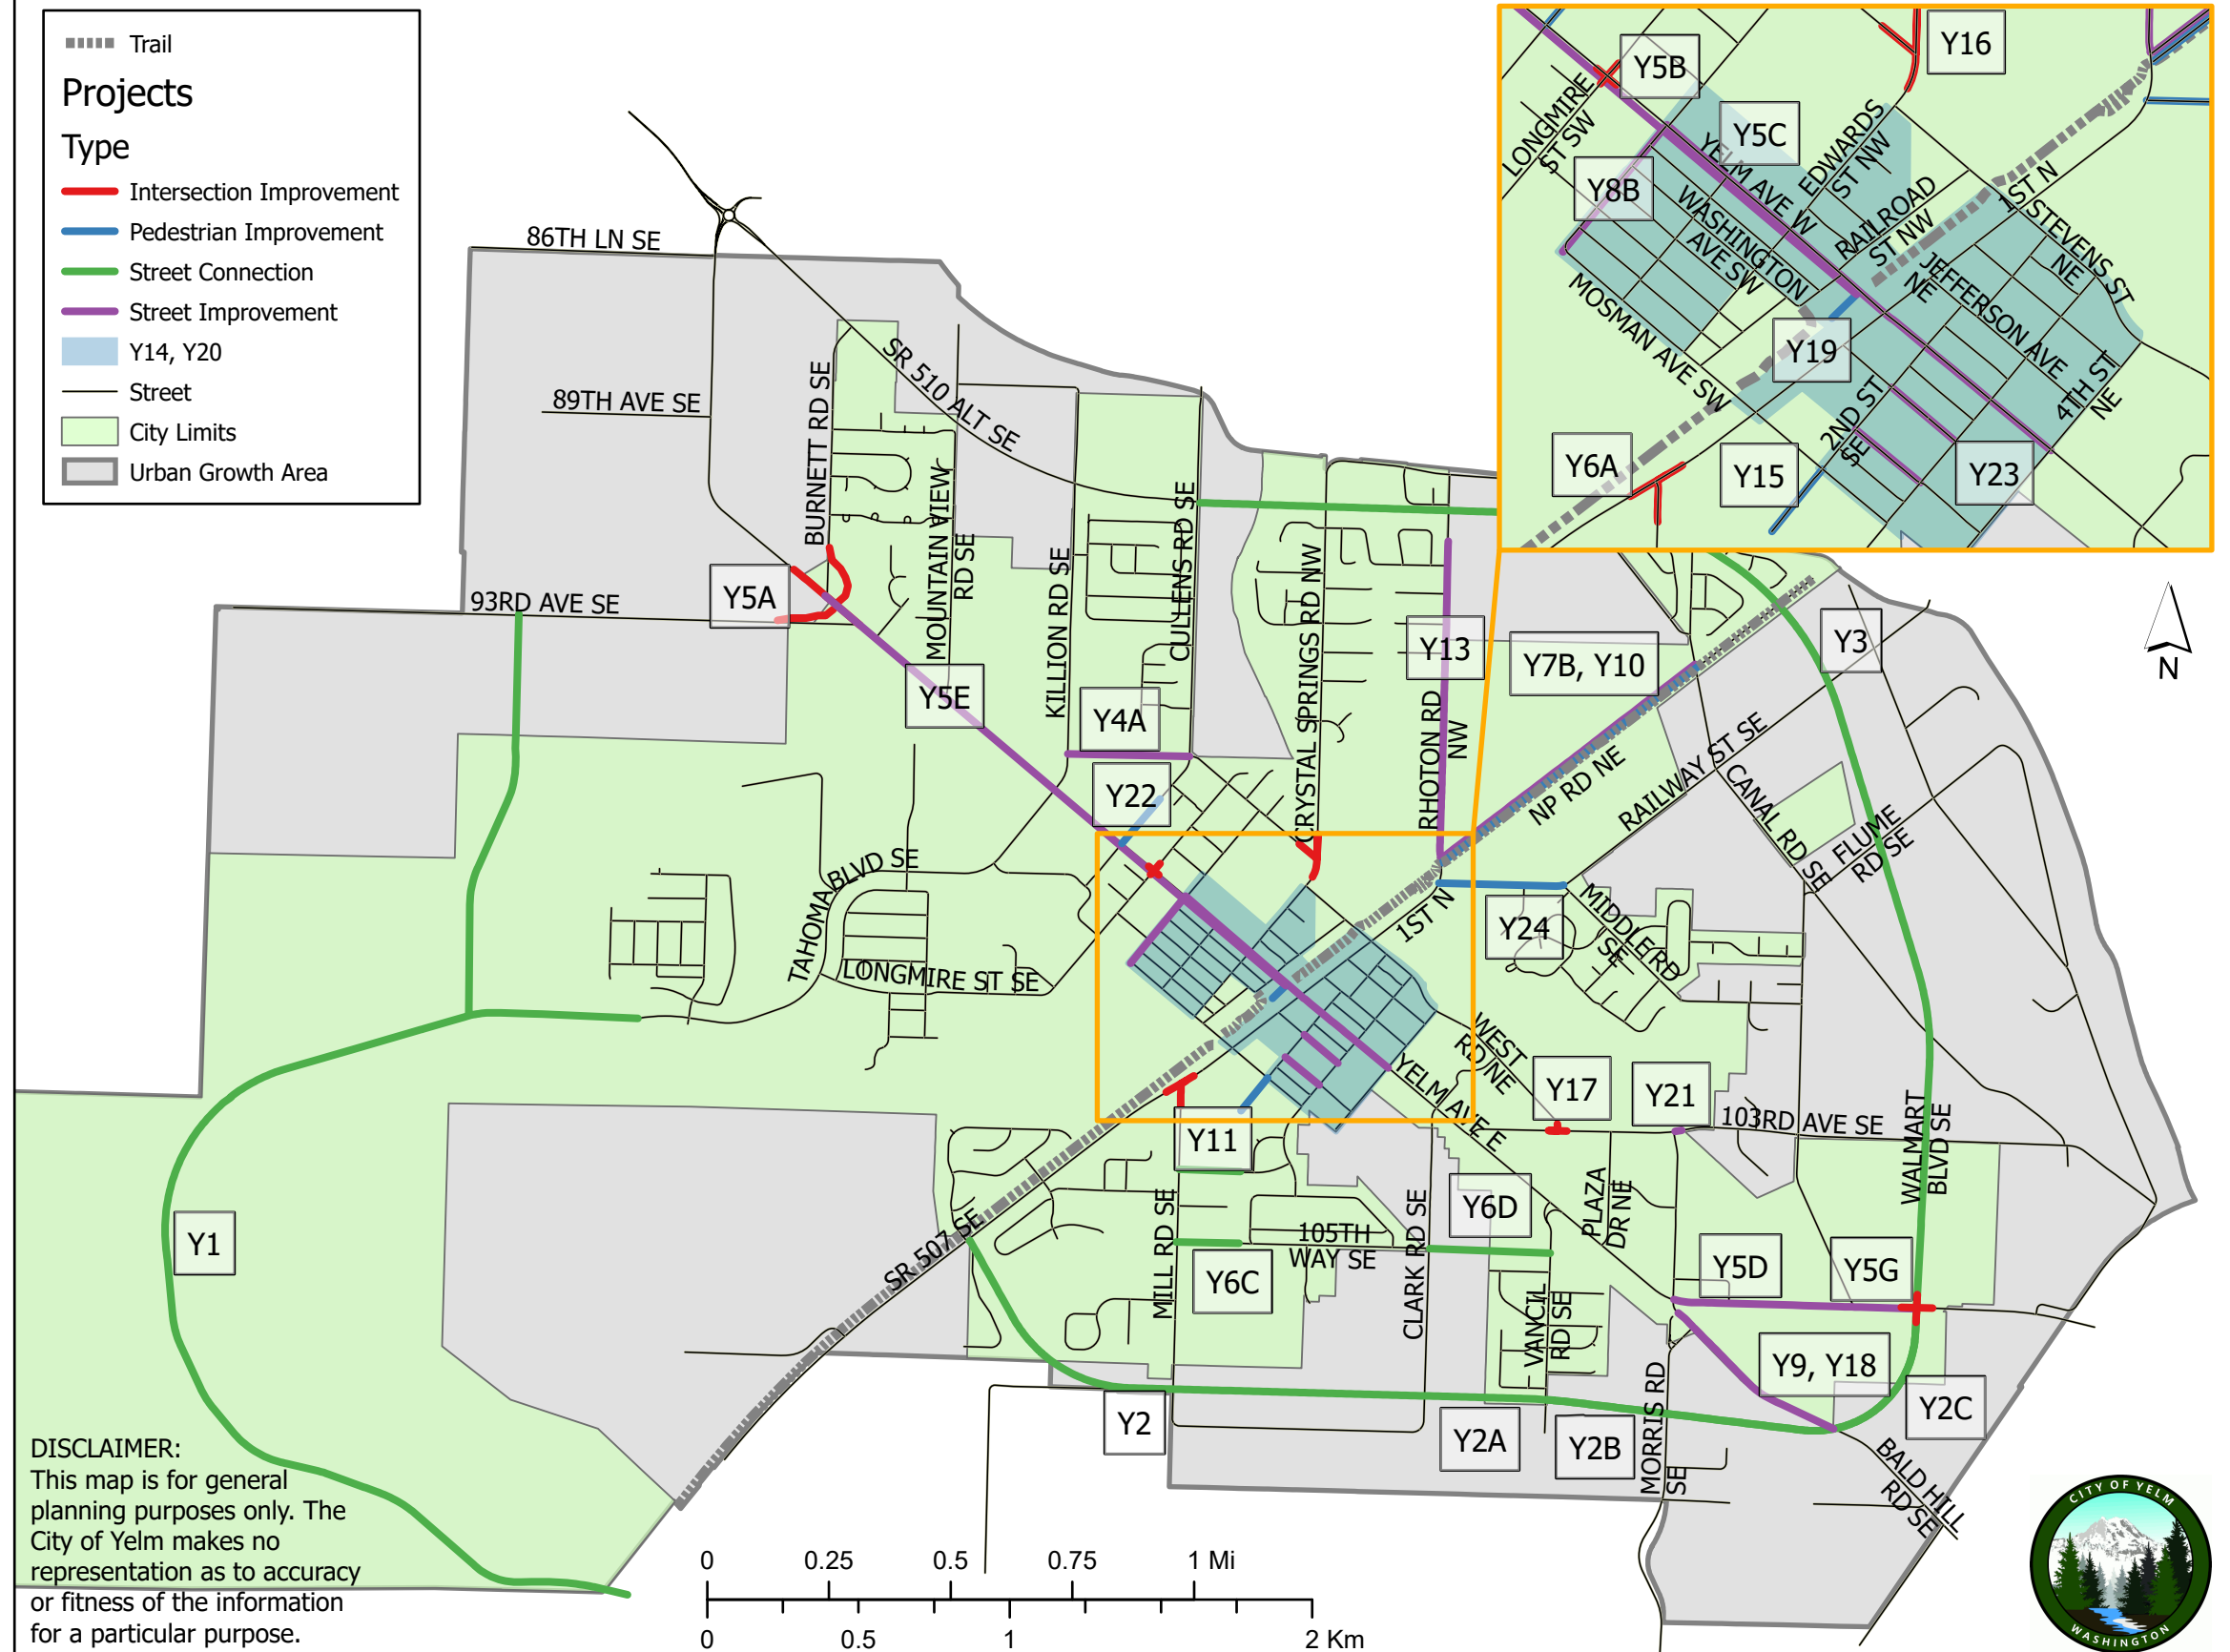 Trail
Projects
Type
Intersection Improvement
Pedestrian Improvement
Street Connection
Street Improvement
Y14, Y20
Street
City Limits
Urban Growth Area
Y16
Y5B
Y5C
LONGMIRE
ST SW
EDWARDS
ST NW
Y8B
YELM AVE W
WASHINGTON
AVE SW
RAILROAD
ST NW
1ST N
STEVENS ST
NE
JEFFERSON AVE
NE
MOSMAN AVE SW
Y19
4TH ST
NE
2ND ST
SE
Y6A
Y15
Y23
86TH LN SE
SR 510 ALT SE
89TH AVE SE
BURNETT RD SE
MOUNTAIN VIEW
RD SE
KILLION RD SE
CULLENS RD SE
CRYSTAL SPRINGS RD NW
RHOTON RD
NW
93RD AVE SE
Y5A
Y5E
Y4A
Y22
Y13
Y7B, Y10
Y3
N
NP RD NE
RAILWAY ST SE
CANAL RD SE
FLUME
RD SE
TAHOMA BLVD SE
LONGMIRE ST SE
1ST N
Y24
MIDDLE RD
SE
WEST
RD NE
YELM AVE E
Y17
Y21
103RD AVE SE
WALMART
BLVD SE
Y11
Y1
SR 507 SE
MILL RD SE
105TH
WAY SE
Y6C
CLARK RD SE
Y6D
PLAZA
DR NE
VANCIL
RD SE
Y5D
Y5G
Y9, Y18
Y2
Y2A
Y2B
Y2C
MORRIS RD
SE
BALD HILL
RD SE
DISCLAIMER:
This map is for general
planning purposes only. The
City of Yelm makes no
representation as to accuracy
or fitness of the information
for a particular purpose.
0 0.25 0.5 0.75 1 Mi
0 0.5 1 2 Km
CITY OF YELM
WASHINGTON